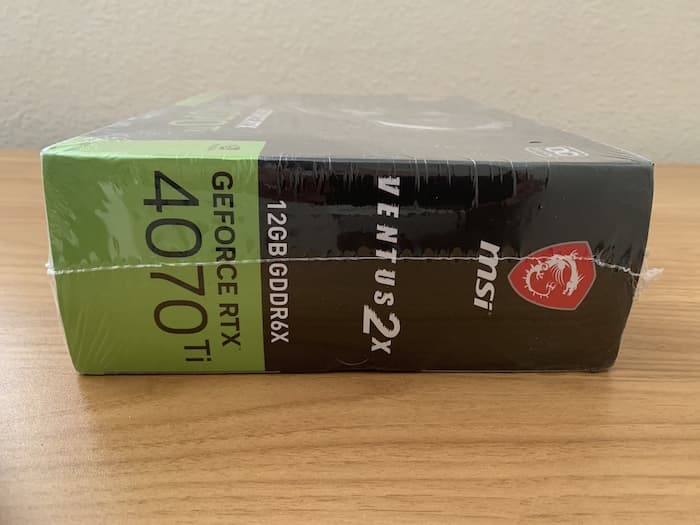 msi
VENTUS 2X
12GB GDDR6X
GEFORCE RTX
4070 Ti